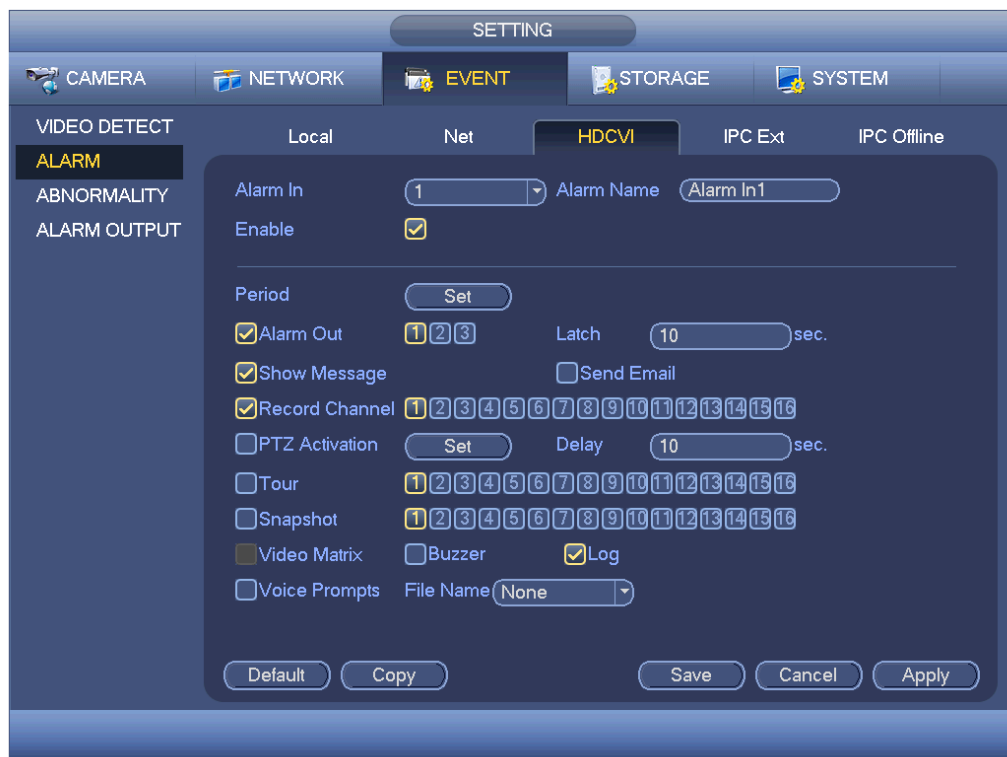 SETTING
CAMERA NETWORK EVENT STORAGE SYSTEM
VIDEO DETECT
ALARM
ABNORMALITY
ALARM OUTPUT
Local Net HDCVI IPC Ext IPC Offline
Alarm In 1 Alarm Name Alarm In1
Enable
Period Set
Alarm Out 1 2 3 Latch 10 sec.
Show Message Send Email
Record Channel 1 2 3 4 5 6 7 8 9 10 11 12 13 14 15 16
PTZ Activation Set Delay 10 sec.
Tour 1 2 3 4 5 6 7 8 9 10 11 12 13 14 15 16
Snapshot 1 2 3 4 5 6 7 8 9 10 11 12 13 14 15 16
Video Matrix Buzzer Log
Voice Prompts File Name None
Default Copy Save Cancel Apply